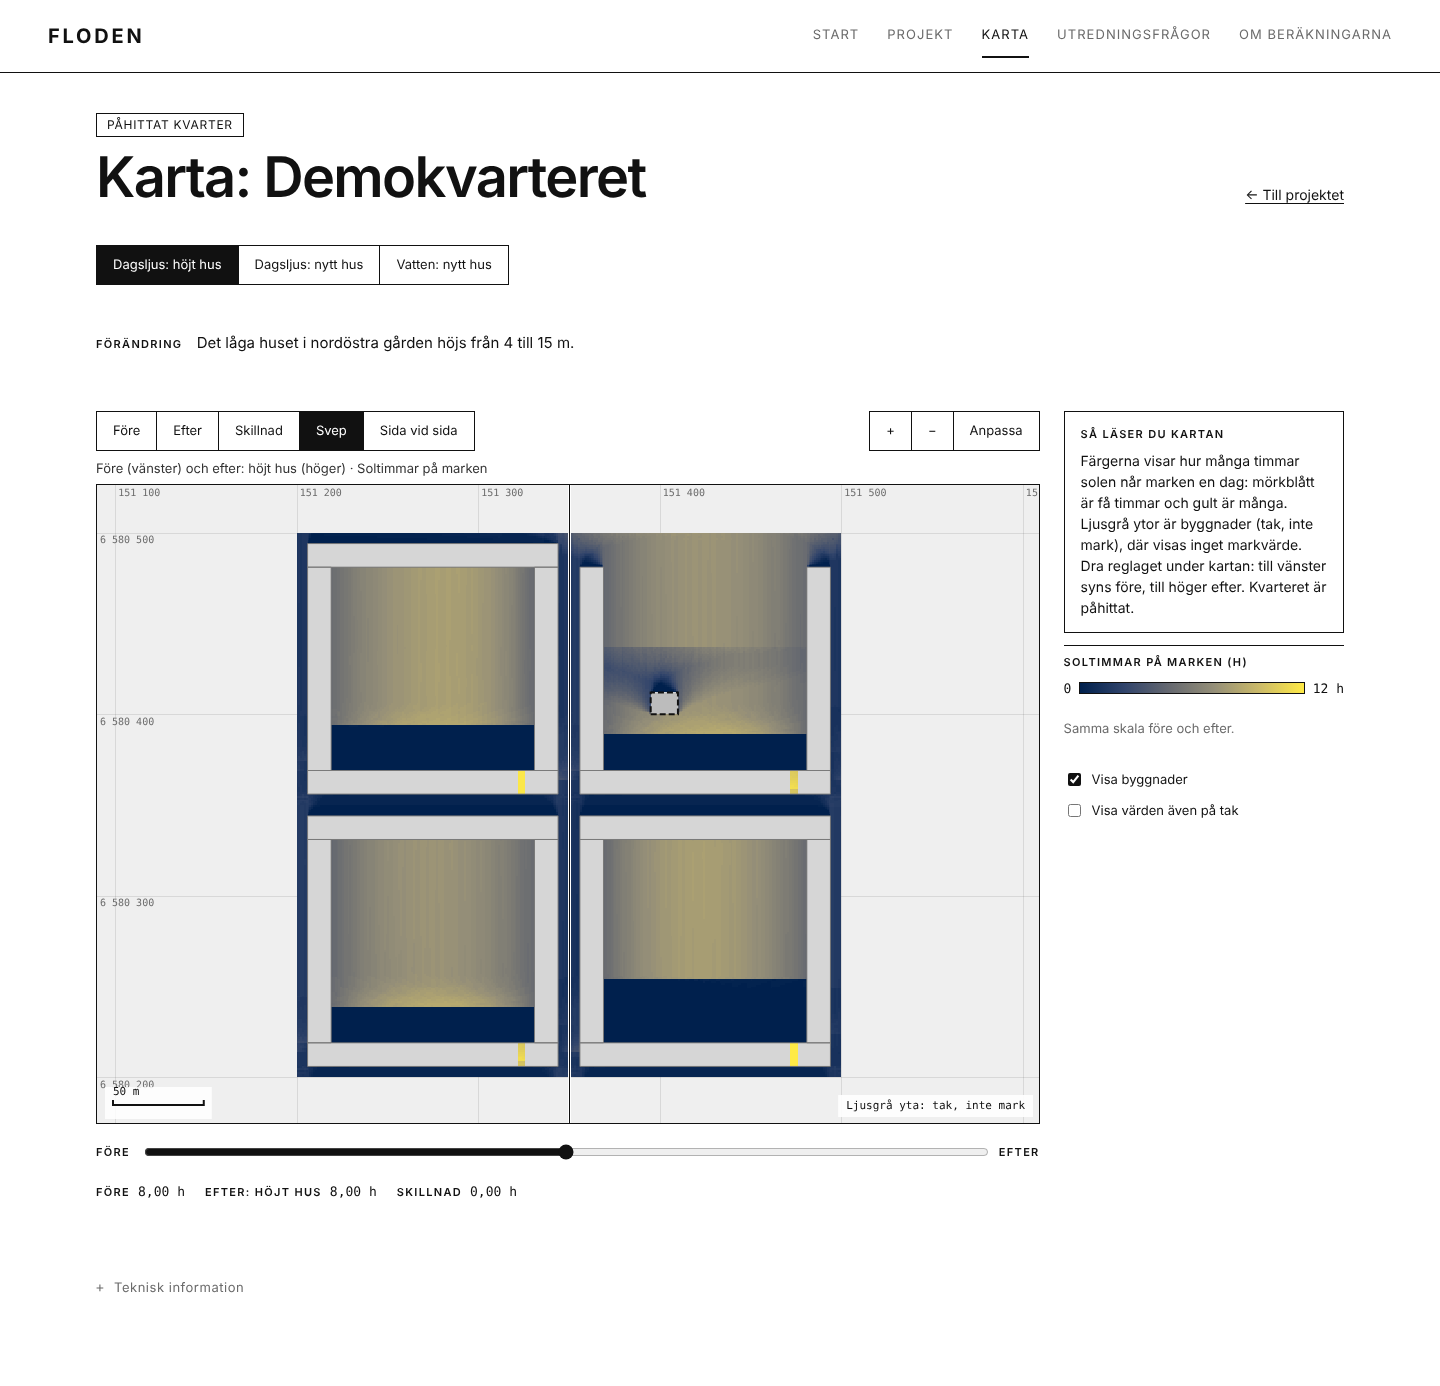 FLODEN
START PROJEKT KARTA UTREDNINGSFRÅGOR OM BERÄKNINGARNA
PÅHITTAT KVARTER
Karta: Demokvarteret
← Till projektet
Dagsljus: höjt hus Dagsljus: nytt hus Vatten: nytt hus
FÖRÄNDRING Det låga huset i nordöstra gården höjs från 4 till 15 m.
Före Efter Skillnad Svep Sida vid sida
+ − Anpassa
Före (vänster) och efter: höjt hus (höger) · Soltimmar på marken
151 100 151 200 151 300 151 400 151 500 15
6 580 500
6 580 400
6 580 300
6 580 200
50 m
Ljusgrå yta: tak, inte mark
FÖRE EFTER
FÖRE 8,00 h EFTER: HÖJT HUS 8,00 h SKILLNAD 0,00 h
SÅ LÄSER DU KARTAN
Färgerna visar hur många timmar
solen når marken en dag: mörkblått
är få timmar och gult är många.
Ljusgrå ytor är byggnader (tak, inte
mark), där visas inget markvärde.
Dra reglaget under kartan: till vänster
syns före, till höger efter. Kvarteret är
påhittat.
SOLTIMMAR PÅ MARKEN (H)
0 12 h
Samma skala före och efter.
Visa byggnader
Visa värden även på tak
+ Teknisk information